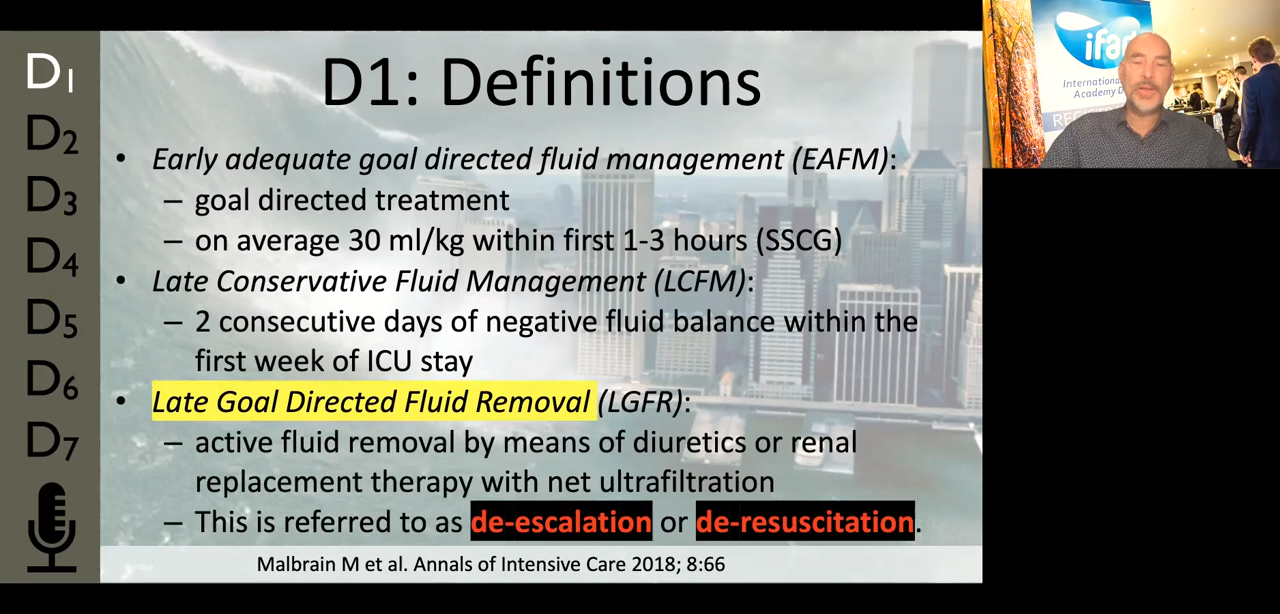 D1
D2
D3
D4
D5
D6
D7
D1: Definitions
• Early adequate goal directed fluid management (EAFM):
– goal directed treatment
– on average 30 ml/kg within first 1-3 hours (SSCG)
• Late Conservative Fluid Management (LCFM):
– 2 consecutive days of negative fluid balance within the
first week of ICU stay
• Late Goal Directed Fluid Removal (LGFR):
– active fluid removal by means of diuretics or renal
replacement therapy with net ultrafiltration
– This is referred to as de-escalation or de-resuscitation.
Malbrain M et al. Annals of Intensive Care 2018; 8:66
ifad
International
Academy D